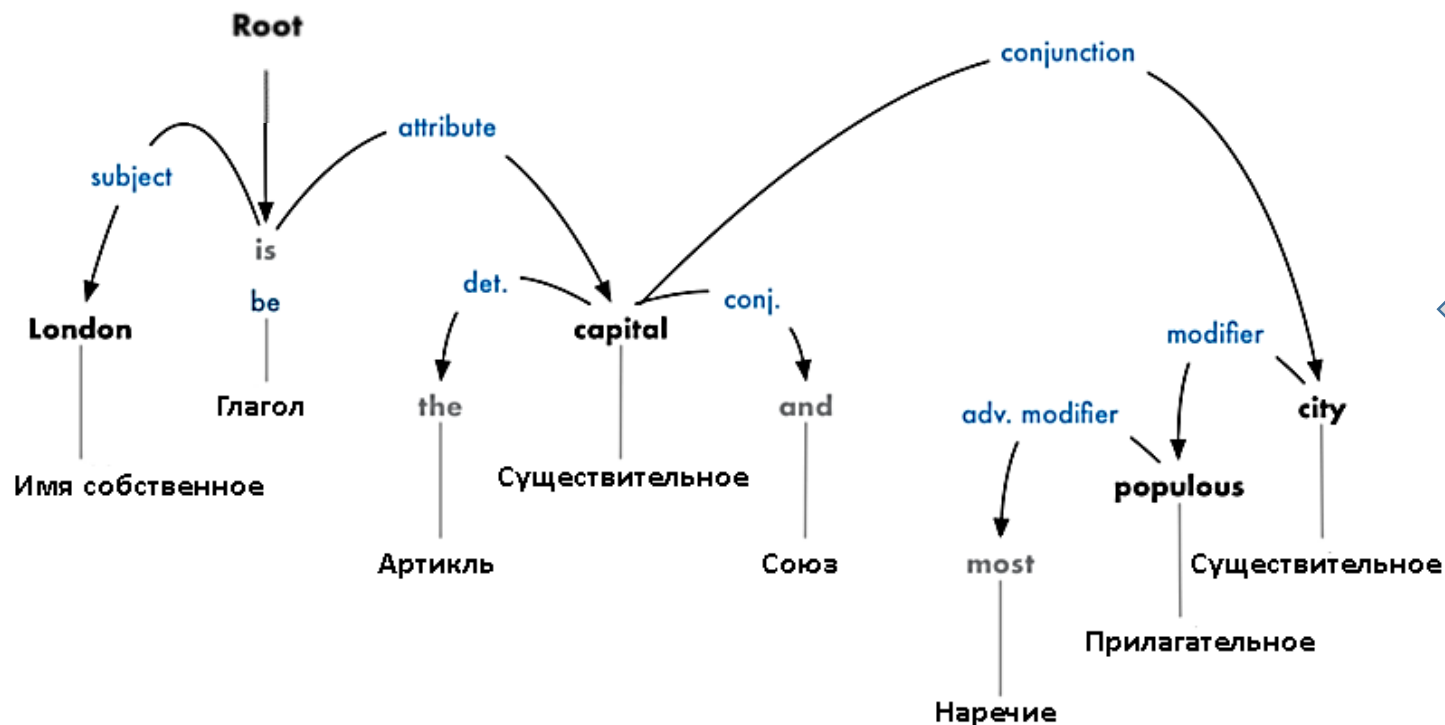 Root
conjunction
attribute
subject
is
det.
be
conj.
London
capital
modifier
the
and
Глагол
adv. modifier
city
Существительное
Имя собственное
populous
Артикль
Союз
most
Существительное
Прилагательное
Наречие